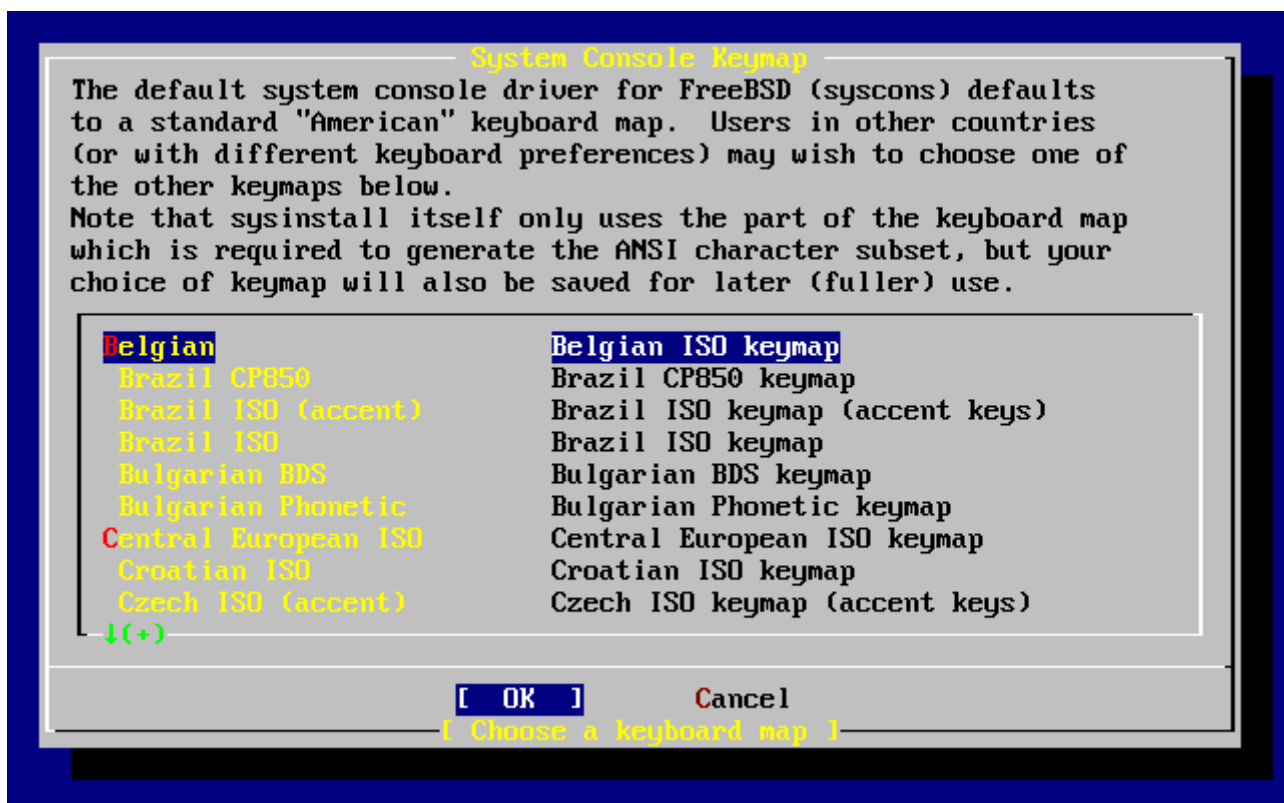 System Console Keymap
The default system console driver for FreeBSD (syscons) defaults
to a standard "American" keyboard map.  Users in other countries
(or with different keyboard preferences) may wish to choose one of
the other keymaps below.
Note that sysinstall itself only uses the part of the keyboard map
which is required to generate the ANSI character subset, but your
choice of keymap will also be saved for later (fuller) use.
Belgian Belgian ISO keymap
Brazil CP850 Brazil CP850 keymap
Brazil ISO (accent) Brazil ISO keymap (accent keys)
Brazil ISO Brazil ISO keymap
Bulgarian BDS Bulgarian BDS keymap
Bulgarian Phonetic Bulgarian Phonetic keymap
Central European ISO Central European ISO keymap
Croatian ISO Croatian ISO keymap
Czech ISO (accent) Czech ISO keymap (accent keys)
↓(+)
[ OK ] Cancel
[ Choose a keyboard map ]